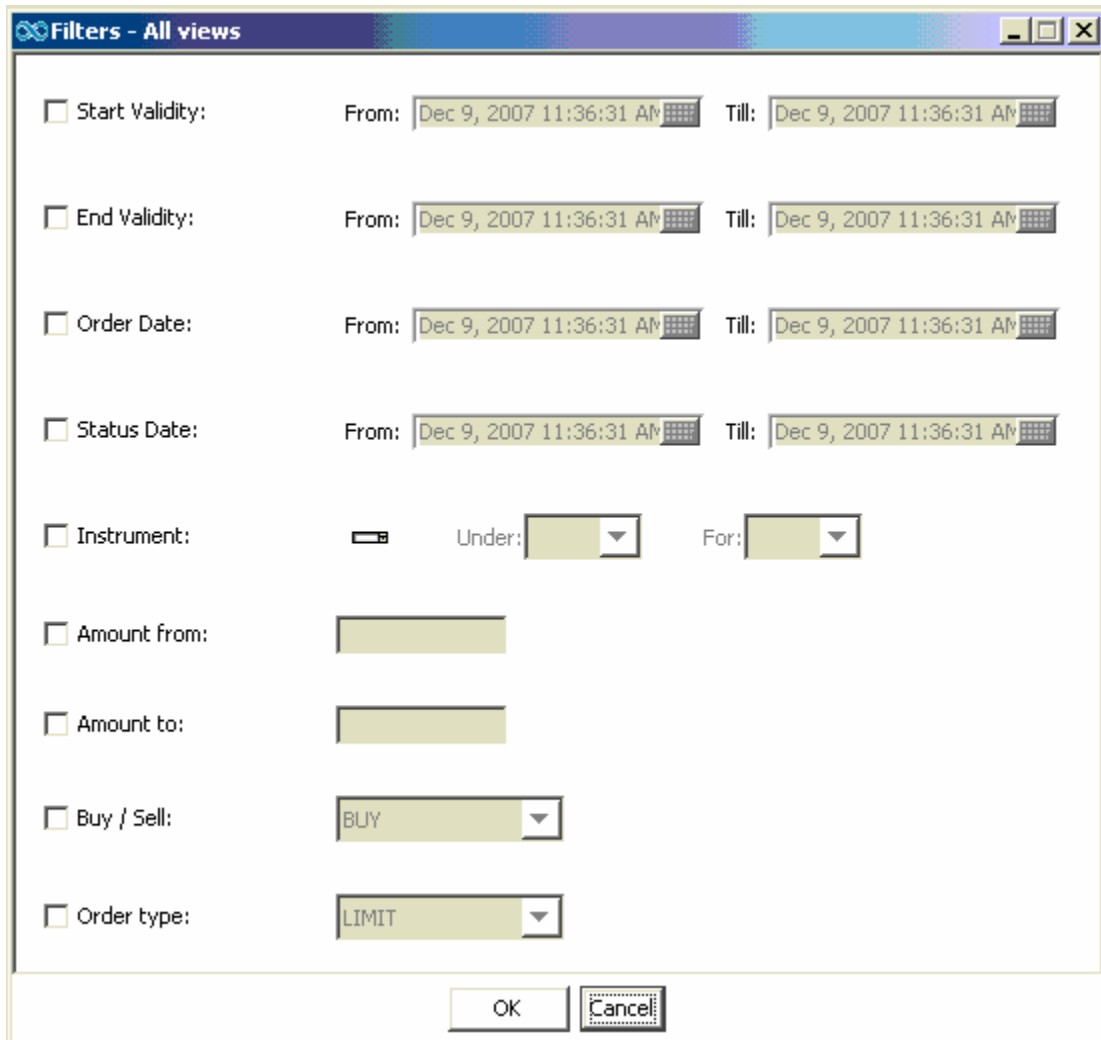 Filters - All views
Start Validity: From: Dec 9, 2007 11:36:31 AM Till: Dec 9, 2007 11:36:31 AM
End Validity: From: Dec 9, 2007 11:36:31 AM Till: Dec 9, 2007 11:36:31 AM
Order Date: From: Dec 9, 2007 11:36:31 AM Till: Dec 9, 2007 11:36:31 AM
Status Date: From: Dec 9, 2007 11:36:31 AM Till: Dec 9, 2007 11:36:31 AM
Instrument: Under: For:
Amount from:
Amount to:
Buy / Sell: BUY
Order type: LIMIT
OK Cancel